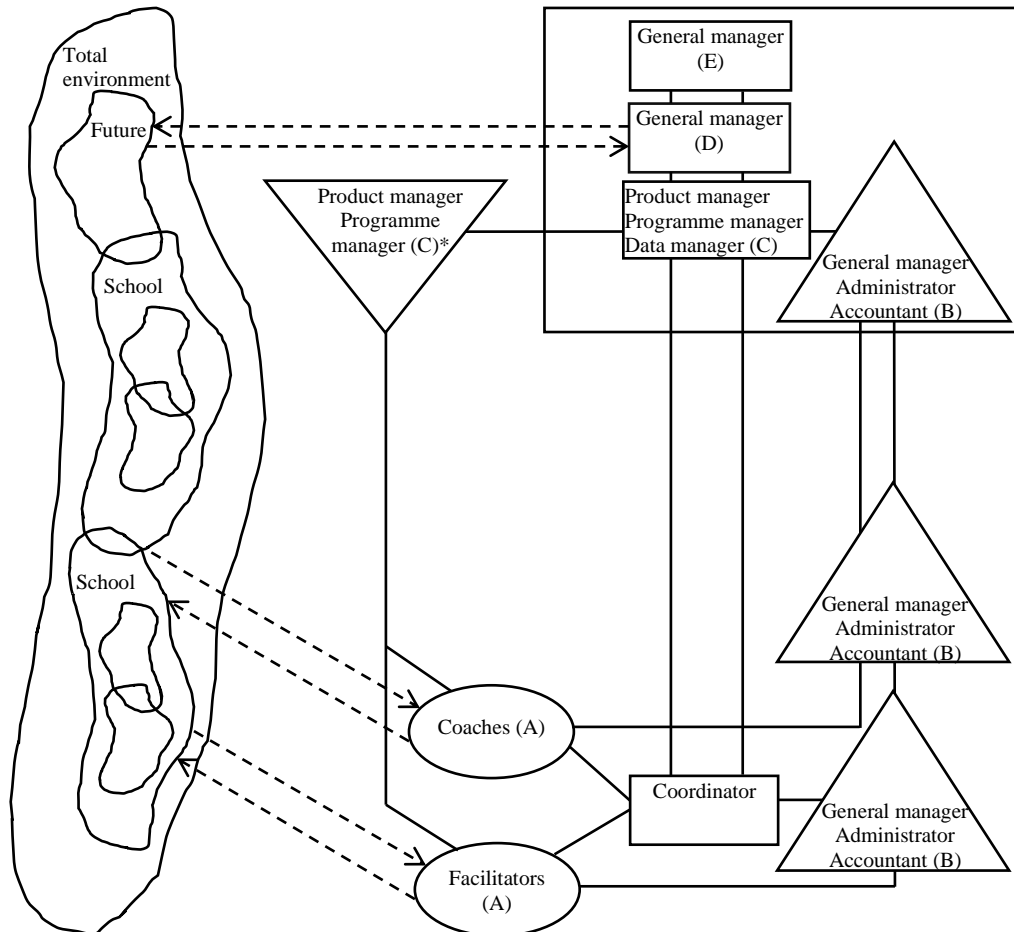 Total
environment
Future
School
School
General manager
(E)
General manager
(D)
Product manager
Programme manager
Data manager (C)
Product manager
Programme
manager (C)*
General manager
Administrator
Accountant (B)
General manager
Administrator
Accountant (B)
Coaches (A)
Coordinator
General manager
Administrator
Accountant (B)
Facilitators
(A)